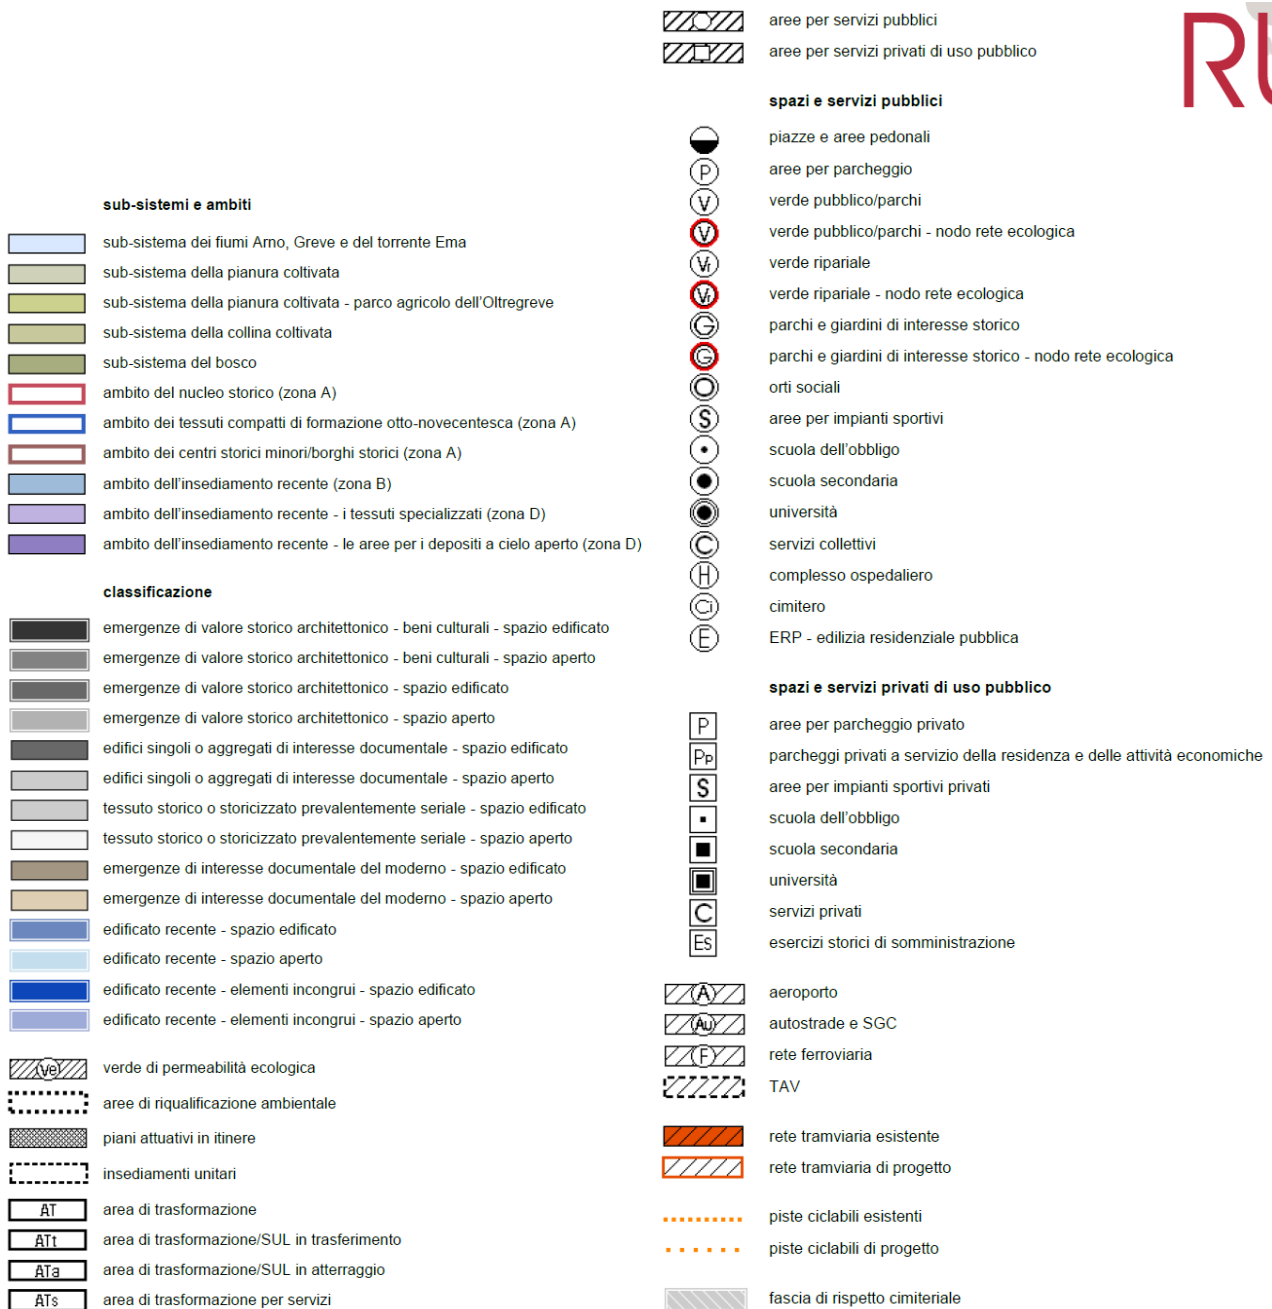 sub-sistemi e ambiti
sub-sistema dei fiumi Arno, Greve e del torrente Ema
sub-sistema della pianura coltivata
sub-sistema della pianura coltivata - parco agricolo dell'Oltregreve
sub-sistema della collina coltivata
sub-sistema del bosco
ambito del nucleo storico (zona A)
ambito dei tessuti compatti di formazione otto-novecentesca (zona A)
ambito dei centri storici minori/borghi storici (zona A)
ambito dell'insediamento recente (zona B)
ambito dell'insediamento recente - i tessuti specializzati (zona D)
ambito dell'insediamento recente - le aree per i depositi a cielo aperto (zona D)
classificazione
emergenze di valore storico architettonico - beni culturali - spazio edificato
emergenze di valore storico architettonico - beni culturali - spazio aperto
emergenze di valore storico architettonico - spazio edificato
emergenze di valore storico architettonico - spazio aperto
edifici singoli o aggregati di interesse documentale - spazio edificato
edifici singoli o aggregati di interesse documentale - spazio aperto
tessuto storico o storicizzato prevalentemente seriale - spazio edificato
tessuto storico o storicizzato prevalentemente seriale - spazio aperto
emergenze di interesse documentale del moderno - spazio edificato
emergenze di interesse documentale del moderno - spazio aperto
edificato recente - spazio edificato
edificato recente - spazio aperto
edificato recente - elementi incongrui - spazio edificato
edificato recente - elementi incongrui - spazio aperto
Ve verde di permeabilità ecologica
aree di riqualificazione ambientale
piani attuativi in itinere
insediamenti unitari
AT area di trasformazione
ATt area di trasformazione/SUL in trasferimento
ATa area di trasformazione/SUL in atterraggio
ATs area di trasformazione per servizi
aree per servizi pubblici
aree per servizi privati di uso pubblico
spazi e servizi pubblici
piazze e aree pedonali
P aree per parcheggio
V verde pubblico/parchi
V verde pubblico/parchi - nodo rete ecologica
Vr verde ripariale
Vr verde ripariale - nodo rete ecologica
G parchi e giardini di interesse storico
G parchi e giardini di interesse storico - nodo rete ecologica
orti sociali
S aree per impianti sportivi
scuola dell'obbligo
scuola secondaria
università
C servizi collettivi
H complesso ospedaliero
Ci cimitero
E ERP - edilizia residenziale pubblica
spazi e servizi privati di uso pubblico
P aree per parcheggio privato
Pp parcheggi privati a servizio della residenza e delle attività economiche
S aree per impianti sportivi privati
scuola dell'obbligo
scuola secondaria
università
C servizi privati
Es esercizi storici di somministrazione
A aeroporto
Au autostrade e SGC
F rete ferroviaria
TAV
rete tramviaria esistente
rete tramviaria di progetto
piste ciclabili esistenti
piste ciclabili di progetto
fascia di rispetto cimiteriale